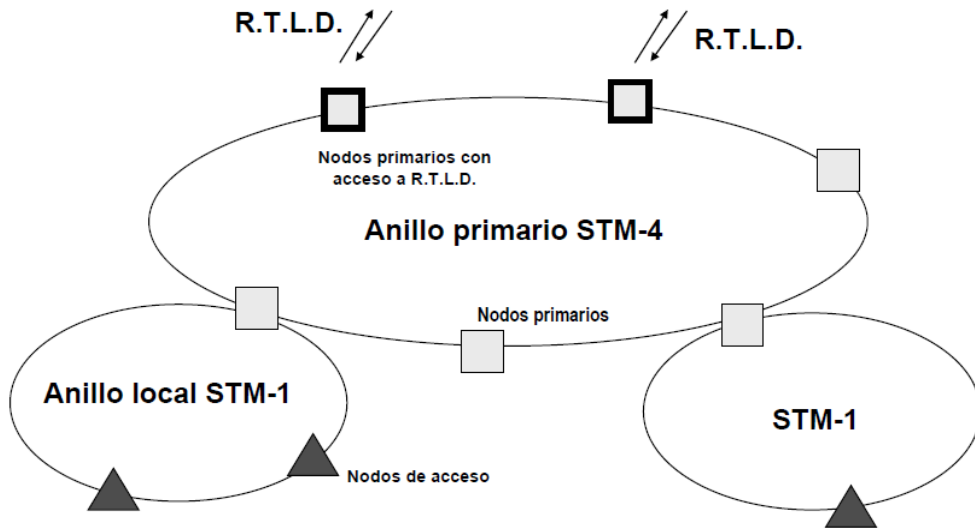 R.T.L.D.
R.T.L.D.
Nodos primarios con
acceso a R.T.L.D.
Anillo primario STM-4
Nodos primarios
Anillo local STM-1
STM-1
Nodos de acceso